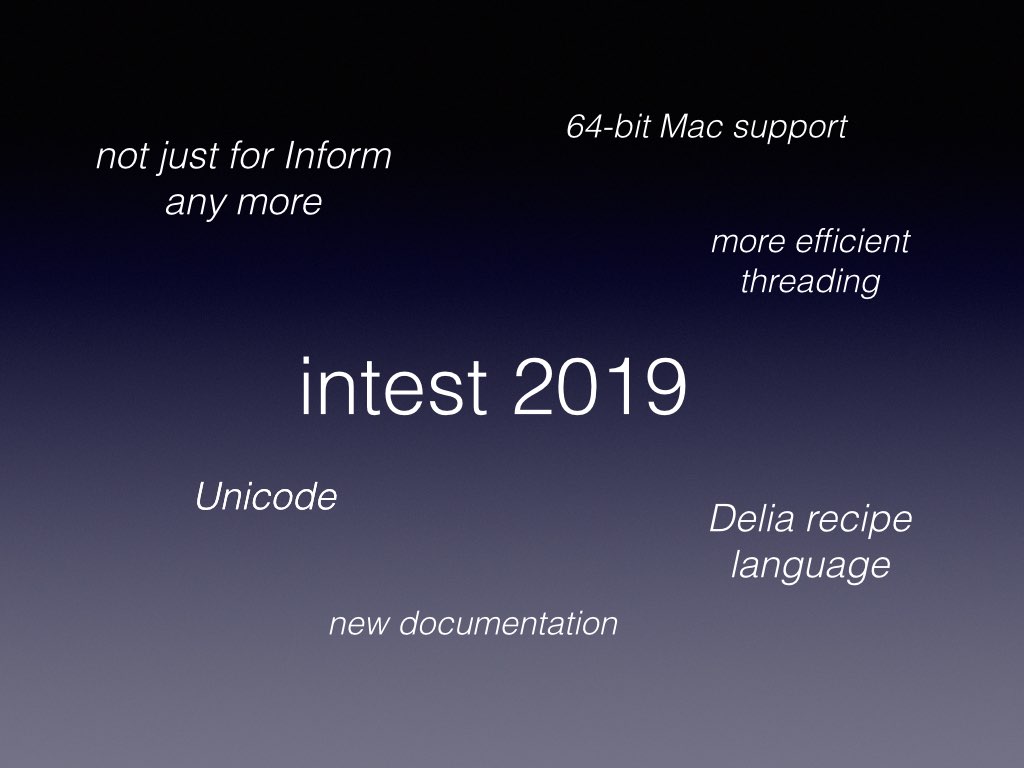 64-bit Mac support
not just for Inform
any more
more efficient
threading
intest 2019
Unicode
Delia recipe
language
new documentation